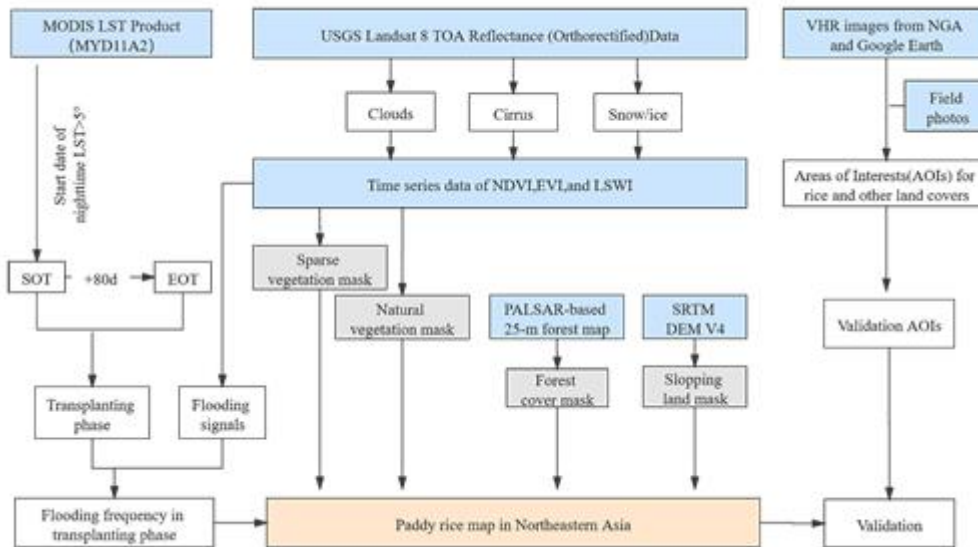 MODIS LST Product
(MYD11A2)
USGS Landsat 8 TOA Reflectance (Orthorectified)Data
VHR images from NGA
and Google Earth
Clouds
Cirrus
Snow/ice
Field
photos
Start date of
nighttime LST>5°
Time series data of NDVI,EVI,and LSWI
Areas of Interests(AOIs) for
rice and other land covers
SOT
+80d
EOT
Sparse
vegetation mask
Natural
vegetation mask
PALSAR-based
25-m forest map
SRTM
DEM V4
Validation AOIs
Transplanting
phase
Flooding
signals
Forest
cover mask
Slopping
land mask
Flooding frequency in
transplanting phase
Paddy rice map in Northeastern Asia
Validation